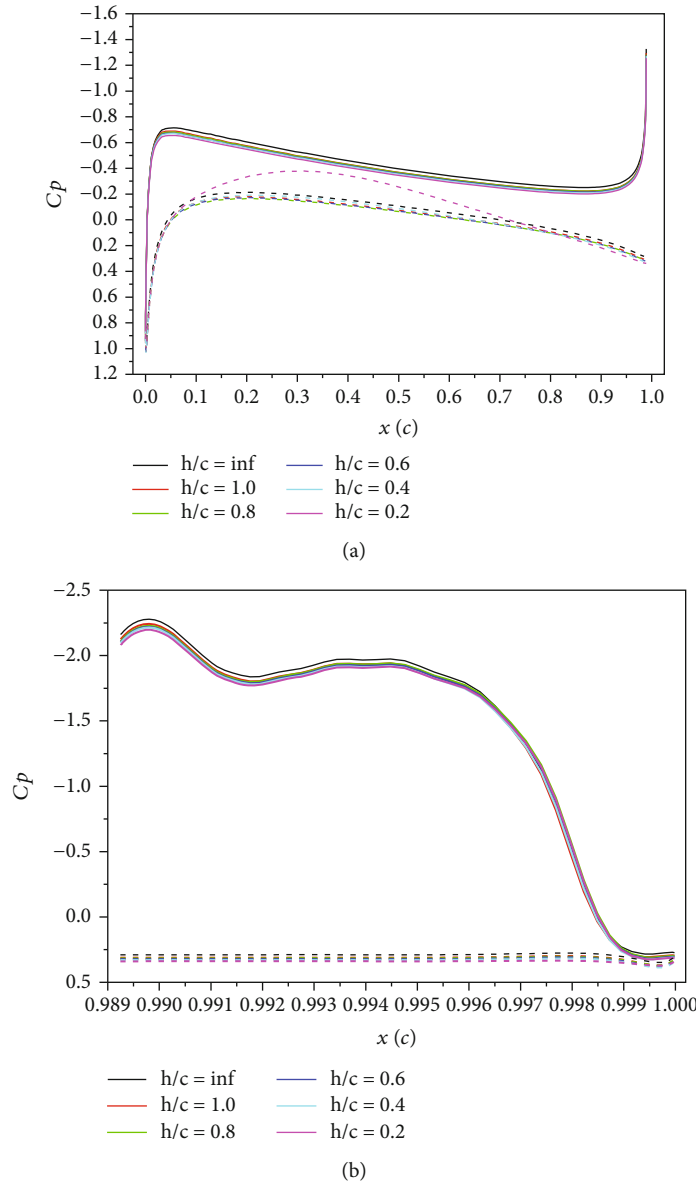 −1.6
−1.4
−1.2
−1.0
−0.8
−0.6
−0.4
−0.2
0.0
0.2
0.4
0.6
0.8
1.0
1.2
Cp
0.0 0.1 0.2 0.3 0.4 0.5 0.6 0.7 0.8 0.9 1.0
x (c)
h/c = inf h/c = 0.6
h/c = 1.0 h/c = 0.4
h/c = 0.8 h/c = 0.2
(a)
−2.5
−2.0
−1.5
−1.0
−0.5
0.0
0.5
Cp
0.989 0.990 0.991 0.992 0.993 0.994 0.995 0.996 0.997 0.998 0.999 1.000
x (c)
h/c = inf h/c = 0.6
h/c = 1.0 h/c = 0.4
h/c = 0.8 h/c = 0.2
(b)